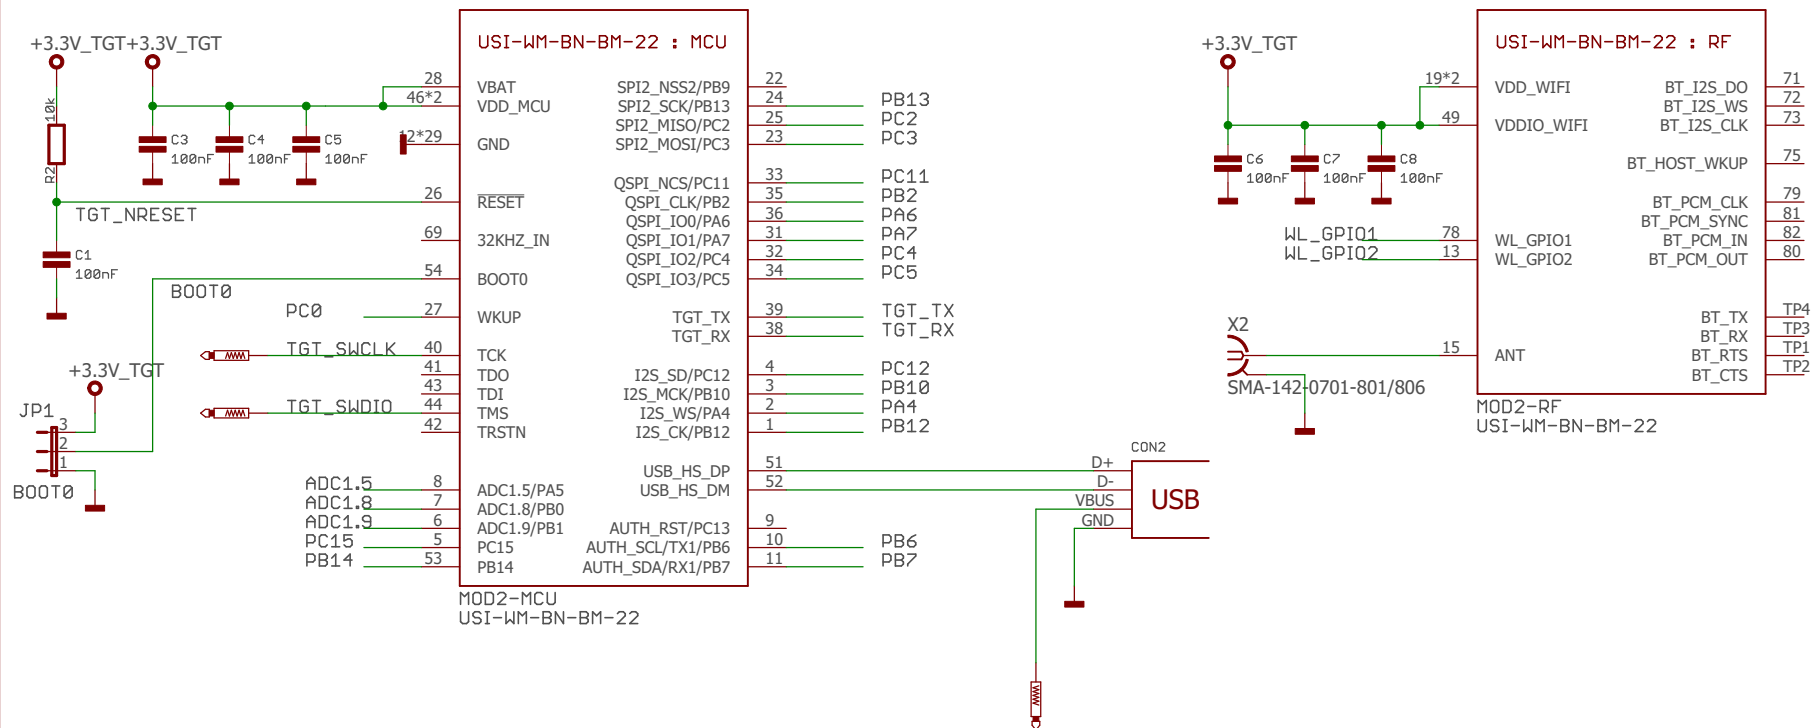 +3.3V_TGT
+3.3V_TGT
10k
R2
C3
100nF
C4
100nF
C5
100nF
TGT_NRESET
C1
100nF
BOOT0
PC0
TGT_SWCLK
+3.3V_TGT
TGT_SWDIO
JP1
3
2
1
BOOT0
ADC1.5
ADC1.8
ADC1.9
PC15
PB14
USI-WM-BN-BM-22 : MCU
28 VBAT
46*2 VDD_MCU
12*29 GND
26 RESET
69 32KHZ_IN
54 BOOT0
27 WKUP
40 TCK
41 TDO
43 TDI
44 TMS
42 TRSTN
8 ADC1.5/PA5
7 ADC1.8/PB0
6 ADC1.9/PB1
5 PC15
53 PB14
SPI2_NSS2/PB9 22
SPI2_SCK/PB13 24 PB13
SPI2_MISO/PC2 25 PC2
SPI2_MOSI/PC3 23 PC3
QSPI_NCS/PC11 33 PC11
QSPI_CLK/PB2 35 PB2
QSPI_IO0/PA6 36 PA6
QSPI_IO1/PA7 31 PA7
QSPI_IO2/PC4 32 PC4
QSPI_IO3/PC5 34 PC5
TGT_TX 39 TGT_TX
TGT_RX 38 TGT_RX
I2S_SD/PC12 4 PC12
I2S_MCK/PB10 3 PB10
I2S_WS/PA4 2 PA4
I2S_CK/PB12 1 PB12
USB_HS_DP 51
USB_HS_DM 52
AUTH_RST/PC13 9
AUTH_SCL/TX1/PB6 10 PB6
AUTH_SDA/RX1/PB7 11 PB7
MOD2-MCU
USI-WM-BN-BM-22
CON2
D+
D-
VBUS
GND
USB
+3.3V_TGT
C6
100nF
C7
100nF
C8
100nF
WL_GPIO1
WL_GPIO2
X2
SMA-142-0701-801/806
USI-WM-BN-BM-22 : RF
19*2 VDD_WIFI
49 VDDIO_WIFI
78 WL_GPIO1
13 WL_GPIO2
15 ANT
BT_I2S_DO 71
BT_I2S_WS 72
BT_I2S_CLK 73
BT_HOST_WKUP 75
BT_PCM_CLK 79
BT_PCM_SYNC 81
BT_PCM_IN 82
BT_PCM_OUT 80
BT_TX TP4
BT_RX TP3
BT_RTS TP1
BT_CTS TP2
MOD2-RF
USI-WM-BN-BM-22